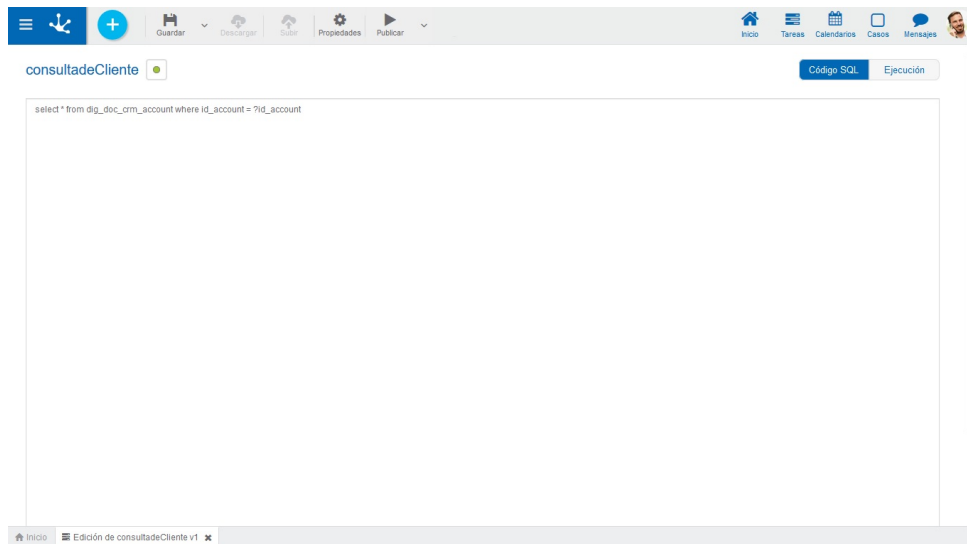 Guardar
Descargar
Subir
Propiedades
Publicar
Inicio
Tareas
Calendarios
Casos
Mensajes
consultadeCliente
Código SQL
Ejecución
select * from dig_doc_crm_account where id_account = ?id_account
Inicio
Edición de consultadeCliente v1